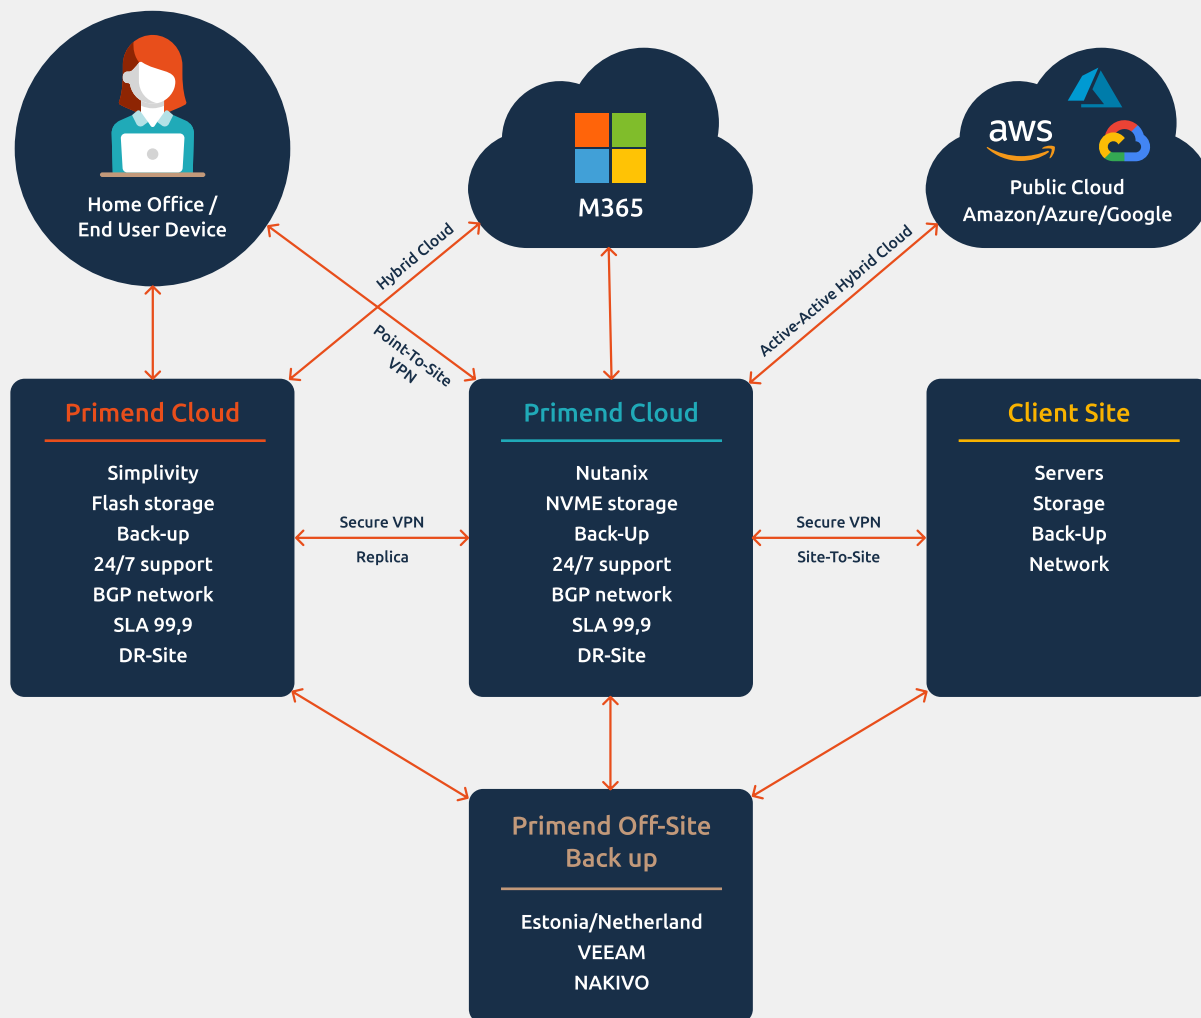 Home Office /
End User Device
M365
aws
Public Cloud
Amazon/Azure/Google
Hybrid Cloud
Point-To-Site
VPN
Active-Active Hybrid Cloud
Primend Cloud
Simplivity
Flash storage
Back-up
24/7 support
BGP network
SLA 99,9
DR-Site
Secure VPN
Replica
Primend Cloud
Nutanix
NVME storage
Back-Up
24/7 support
BGP network
SLA 99,9
DR-Site
Secure VPN
Site-To-Site
Client Site
Servers
Storage
Back-Up
Network
Primend Off-Site
Back up
Estonia/Netherland
VEEAM
NAKIVO